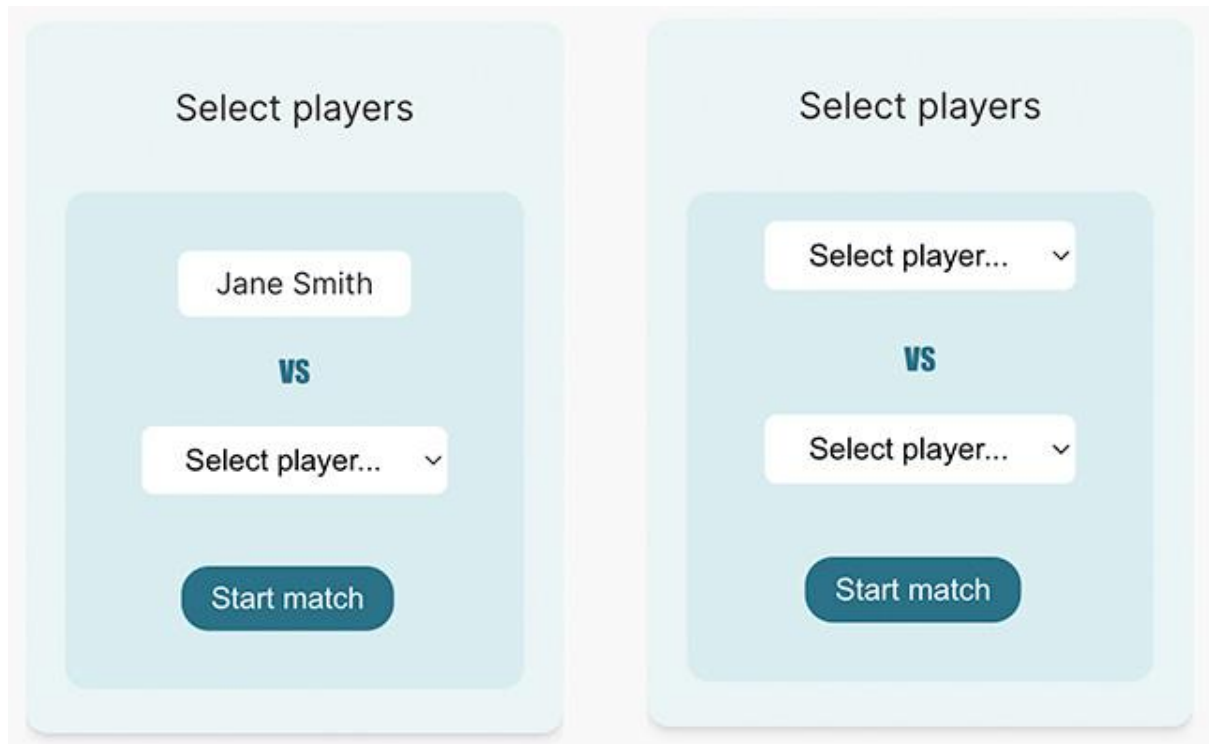 Select players
Jane Smith
VS
Select player...
Start match
Select players
Select player...
VS
Select player...
Start match